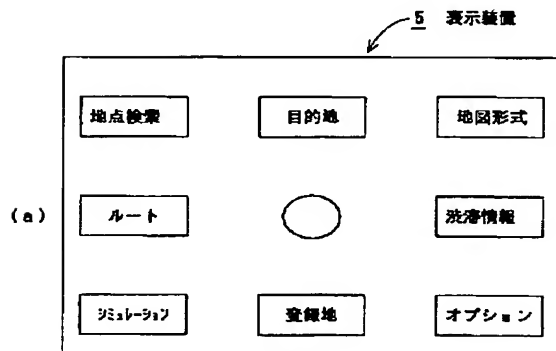 5 表示装置
地点検索 目的地 地図形式
(a) ルート 渋滞情報
シミュレーション 登録地 オプション